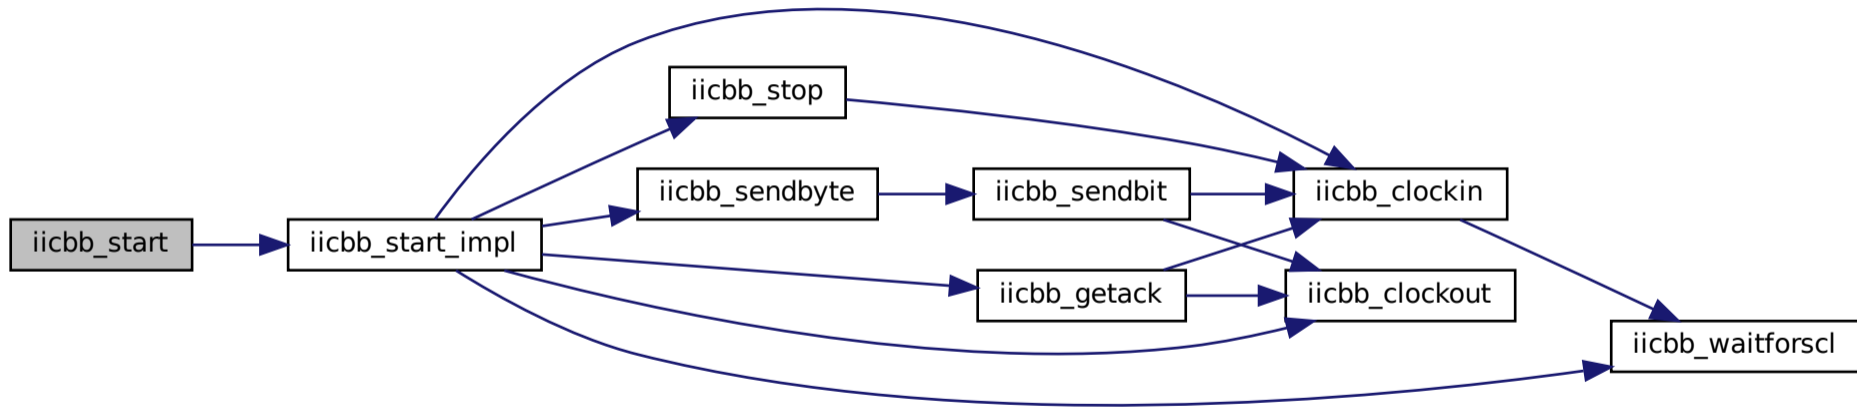 iicbb_start
iicbb_start_impl
iicbb_stop
iicbb_sendbyte
iicbb_sendbit
iicbb_getack
iicbb_clockin
iicbb_clockout
iicbb_waitforscl